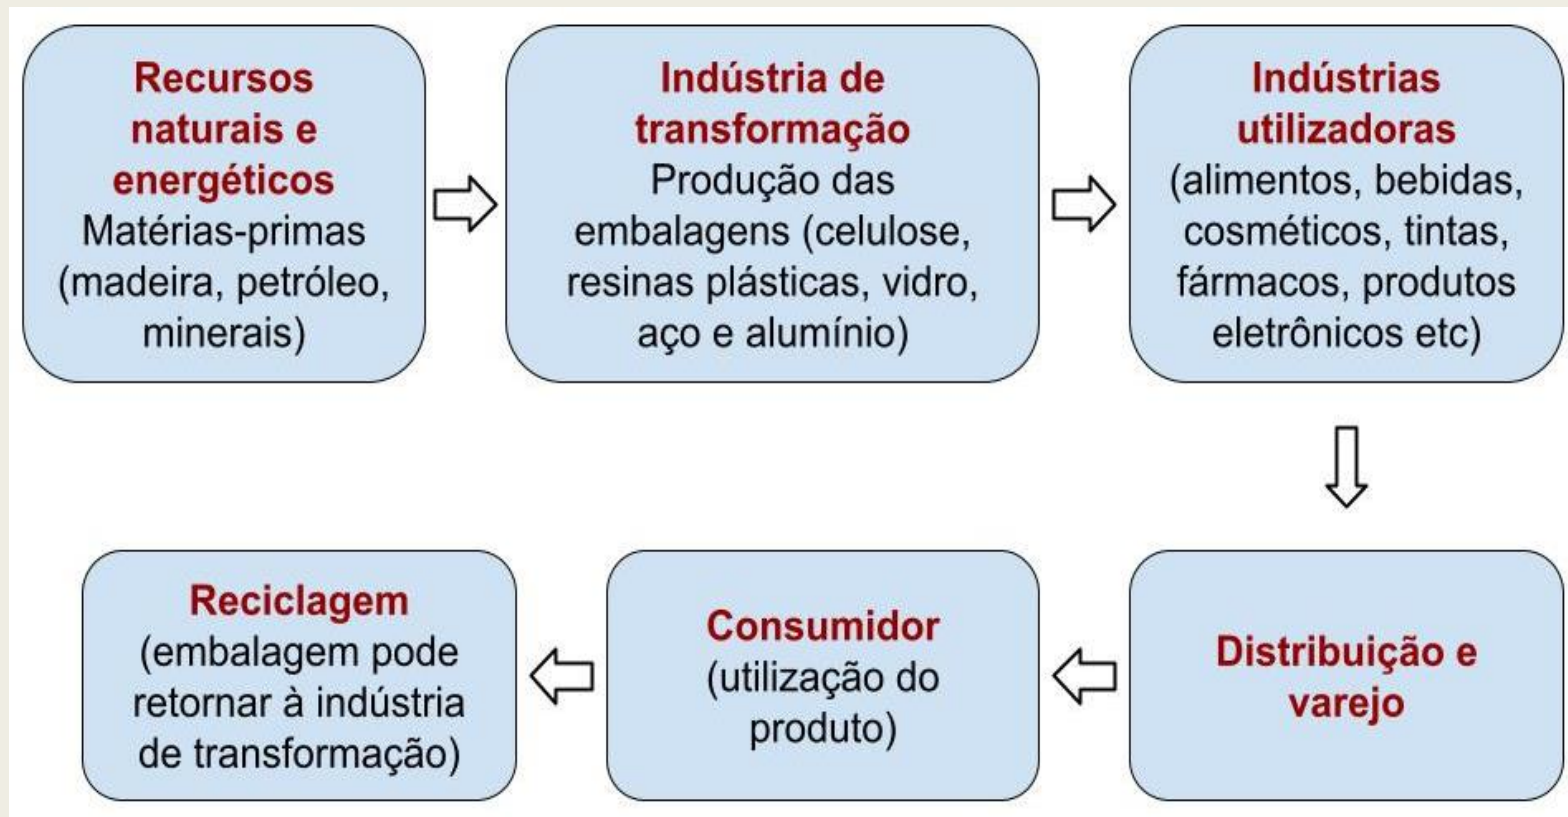 Recursos
naturais e
energéticos
Matérias-primas
(madeira, petróleo,
minerais)
Indústria de
transformação
Produção das
embalagens (celulose,
resinas plásticas, vidro,
aço e alumínio)
Indústrias
utilizadoras
(alimentos, bebidas,
cosméticos, tintas,
fármacos, produtos
eletrônicos etc)
Distribuição e
varejo
Consumidor
(utilização do
produto)
Reciclagem
(embalagem pode
retornar à indústria
de transformação)